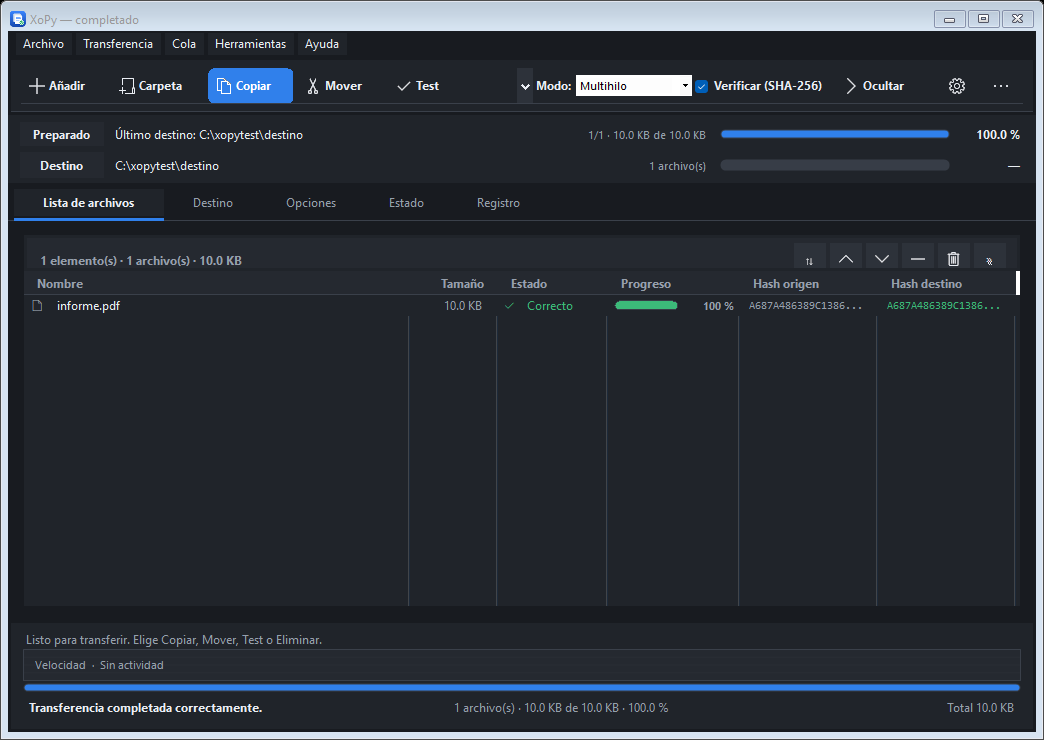 XoPy — completado
Archivo Transferencia Cola Herramientas Ayuda
Añadir Carpeta Copiar Mover Test Modo: Multihilo Verificar (SHA-256) Ocultar ...
Preparado Último destino: C:\xopytest\destino 1/1 · 10.0 KB de 10.0 KB 100.0 %
Destino C:\xopytest\destino 1 archivo(s) —
Lista de archivos Destino Opciones Estado Registro
1 elemento(s) · 1 archivo(s) · 10.0 KB
Nombre Tamaño Estado Progreso Hash origen Hash destino
informe.pdf 10.0 KB Correcto 100 % A687A486389C1386... A687A486389C1386...
Listo para transferir. Elige Copiar, Mover, Test o Eliminar.
Velocidad · Sin actividad
Transferencia completada correctamente. 1 archivo(s) · 10.0 KB de 10.0 KB · 100.0 % Total 10.0 KB